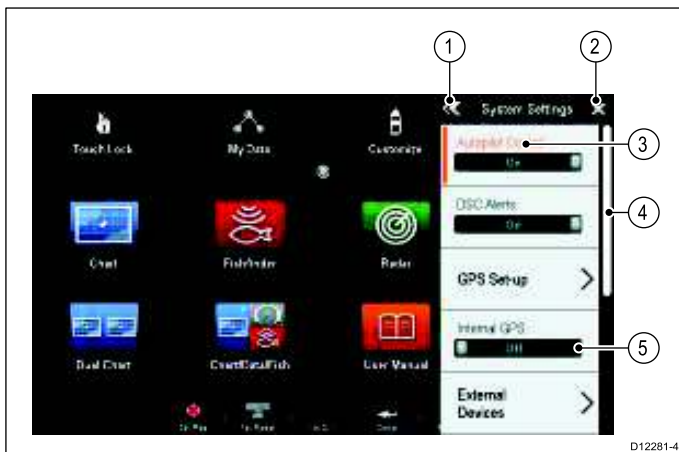 1
2
System Settings
Touch Lock
My Data
Customize
Autopilot Control
3
On
4
DSC Alerts
On
Chart
Fishfinder
Radar
GPS Set-up
Internal GPS
Off
5
Dual Chart
Chart/Data/Fish
User Manual
External
Devices
D12281-4